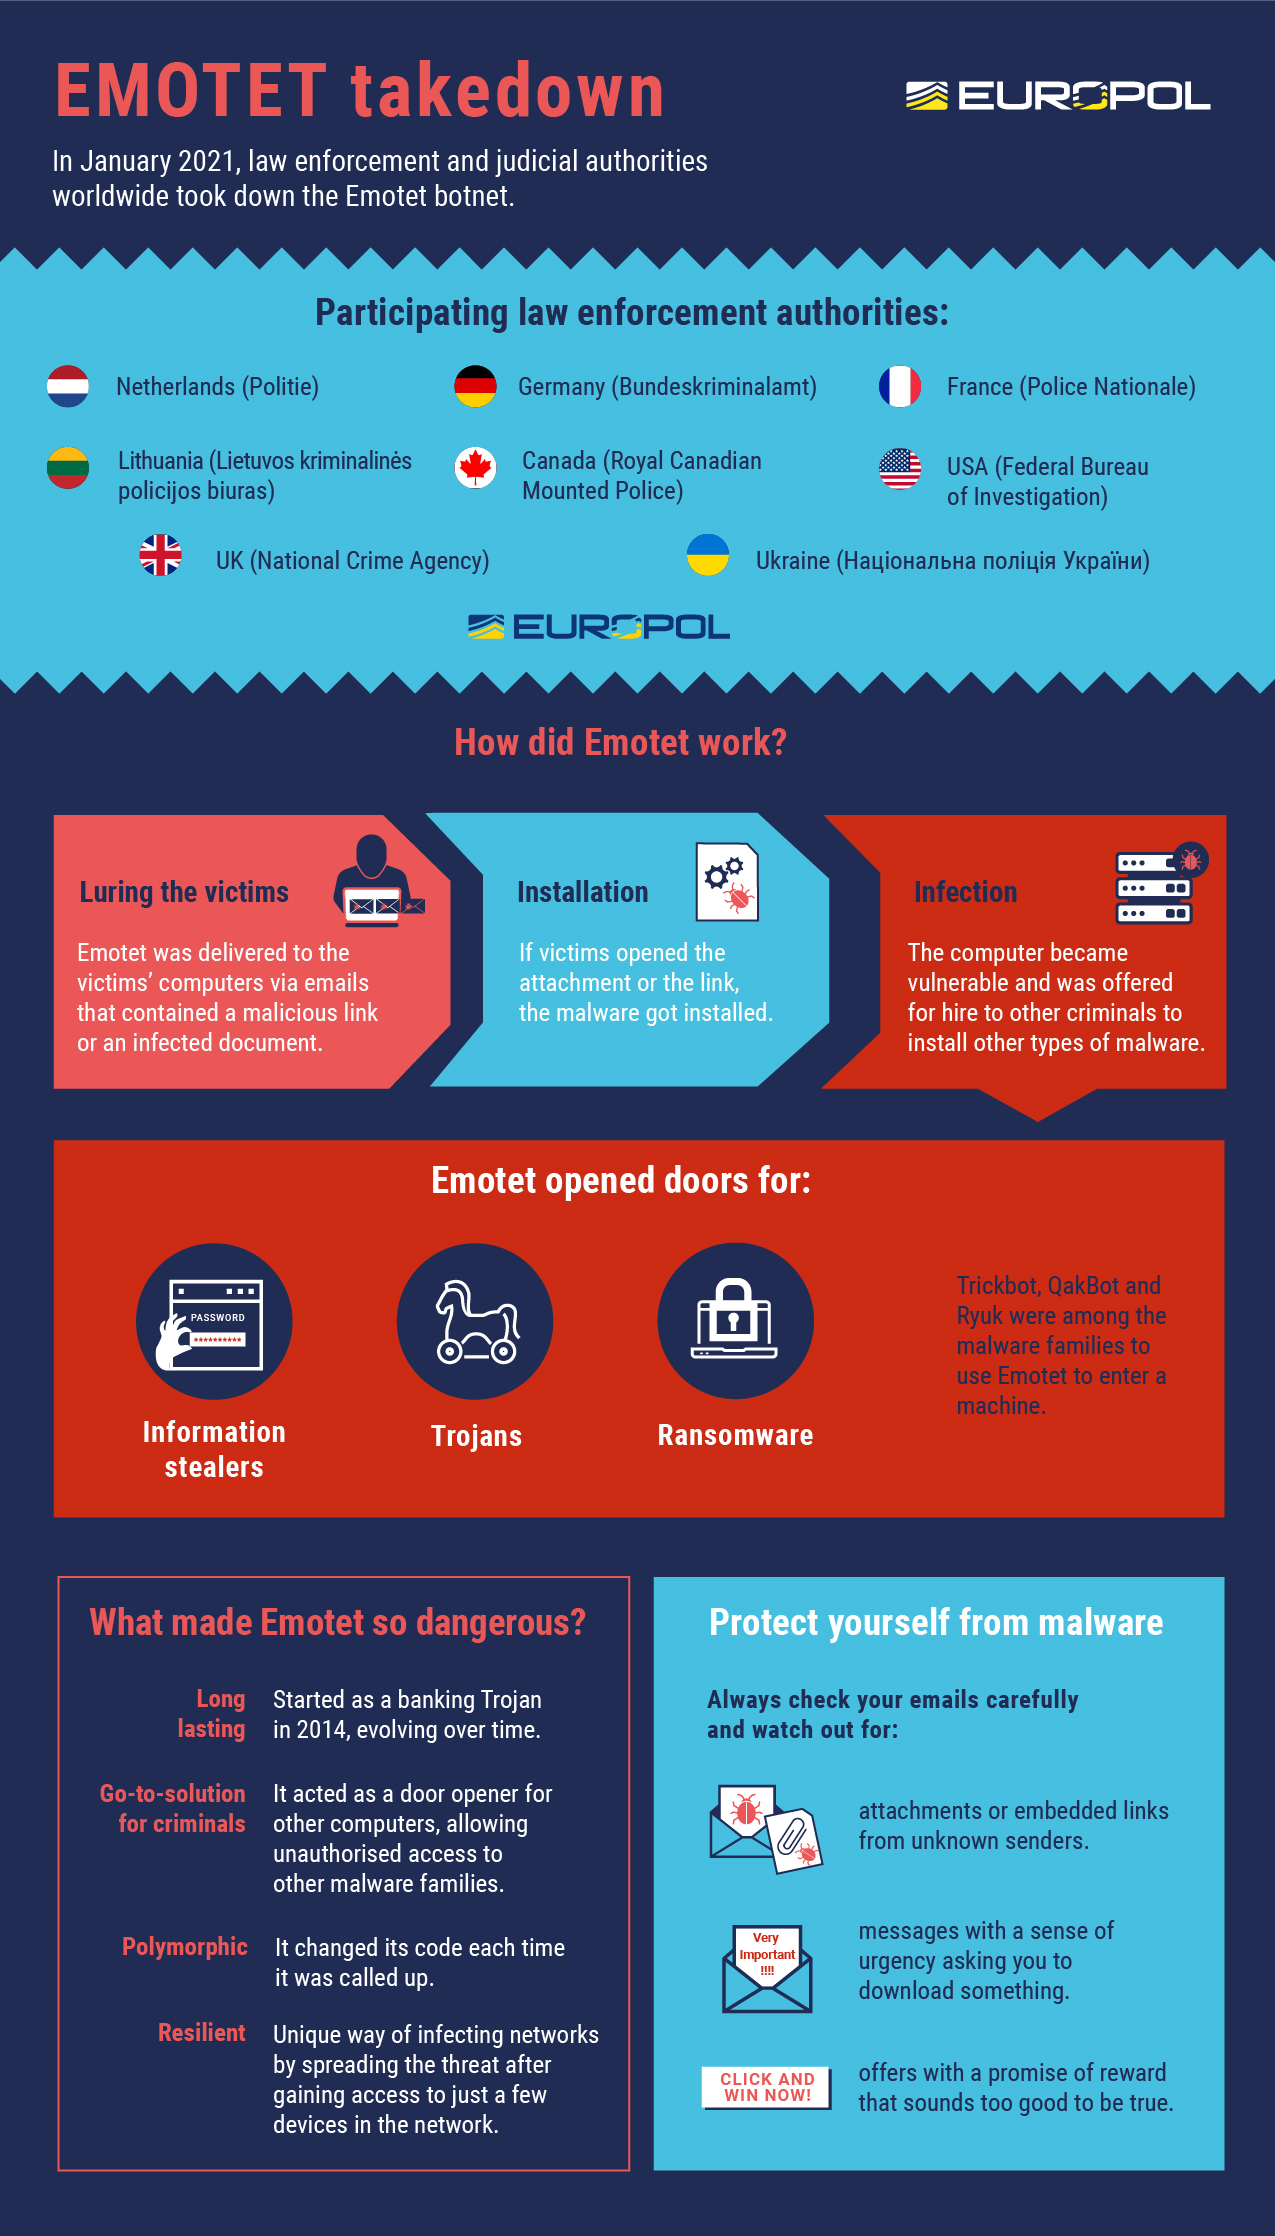 EMOTET takedown
EUROPOL
In January 2021, law enforcement and judicial authorities
worldwide took down the Emotet botnet.
Participating law enforcement authorities:
Netherlands (Politie)
Germany (Bundeskriminalamt)
France (Police Nationale)
Lithuania (Lietuvos kriminalinės
policijos biuras)
Canada (Royal Canadian
Mounted Police)
USA (Federal Bureau
of Investigation)
UK (National Crime Agency)
Ukraine (Національна поліція України)
EUROPOL
How did Emotet work?
Luring the victims
Emotet was delivered to the
victims’ computers via emails
that contained a malicious link
or an infected document.
Installation
If victims opened the
attachment or the link,
the malware got installed.
Infection
The computer became
vulnerable and was offered
for hire to other criminals to
install other types of malware.
Emotet opened doors for:
PASSWORD
**********
Information
stealers
Trojans
Ransomware
Trickbot, QakBot and
Ryuk were among the
malware families to
use Emotet to enter a
machine.
What made Emotet so dangerous?
Long
lasting
Started as a banking Trojan
in 2014, evolving over time.
Go-to-solution
for criminals
It acted as a door opener for
other computers, allowing
unauthorised access to
other malware families.
Polymorphic
It changed its code each time
it was called up.
Resilient
Unique way of infecting networks
by spreading the threat after
gaining access to just a few
devices in the network.
Protect yourself from malware
Always check your emails carefully
and watch out for:
attachments or embedded links
from unknown senders.
Very
Important
!!!!
messages with a sense of
urgency asking you to
download something.
CLICK AND
WIN NOW!
offers with a promise of reward
that sounds too good to be true.